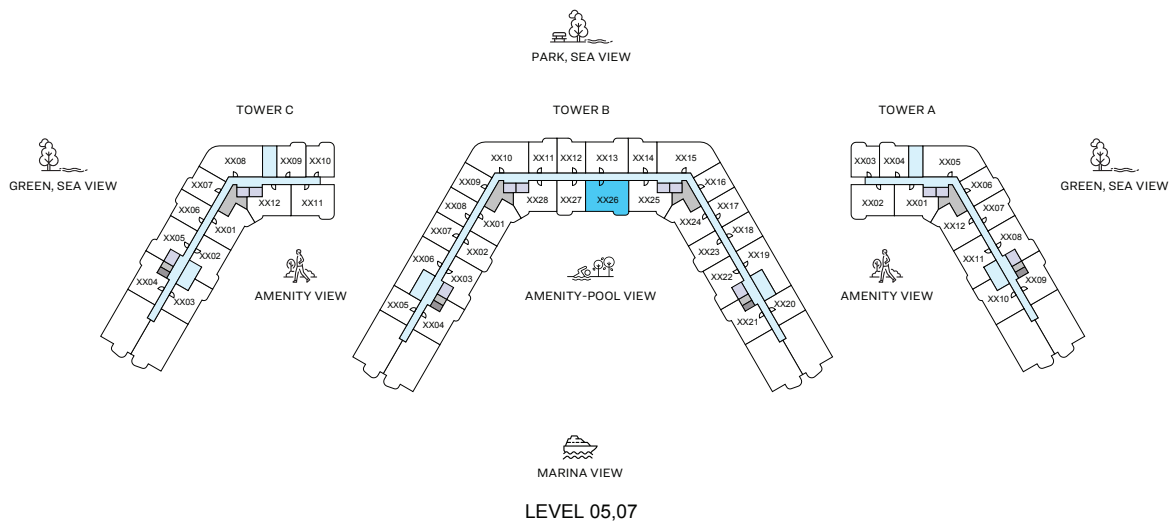 PARK, SEA VIEW
TOWER C
TOWER B
TOWER A
GREEN, SEA VIEW
GREEN, SEA VIEW
XX08
XX09
XX10
XX07
XX06
XX05
XX04
XX12
XX11
XX01
XX02
XX03
XX10
XX11
XX12
XX13
XX14
XX15
XX09
XX08
XX07
XX06
XX05
XX28
XX27
XX26
XX25
XX01
XX02
XX03
XX04
XX16
XX17
XX18
XX19
XX20
XX24
XX23
XX22
XX21
XX03
XX04
XX05
XX06
XX07
XX08
XX09
XX02
XX01
XX12
XX11
XX10
AMENITY VIEW
AMENITY-POOL VIEW
AMENITY VIEW
MARINA VIEW
LEVEL 05,07